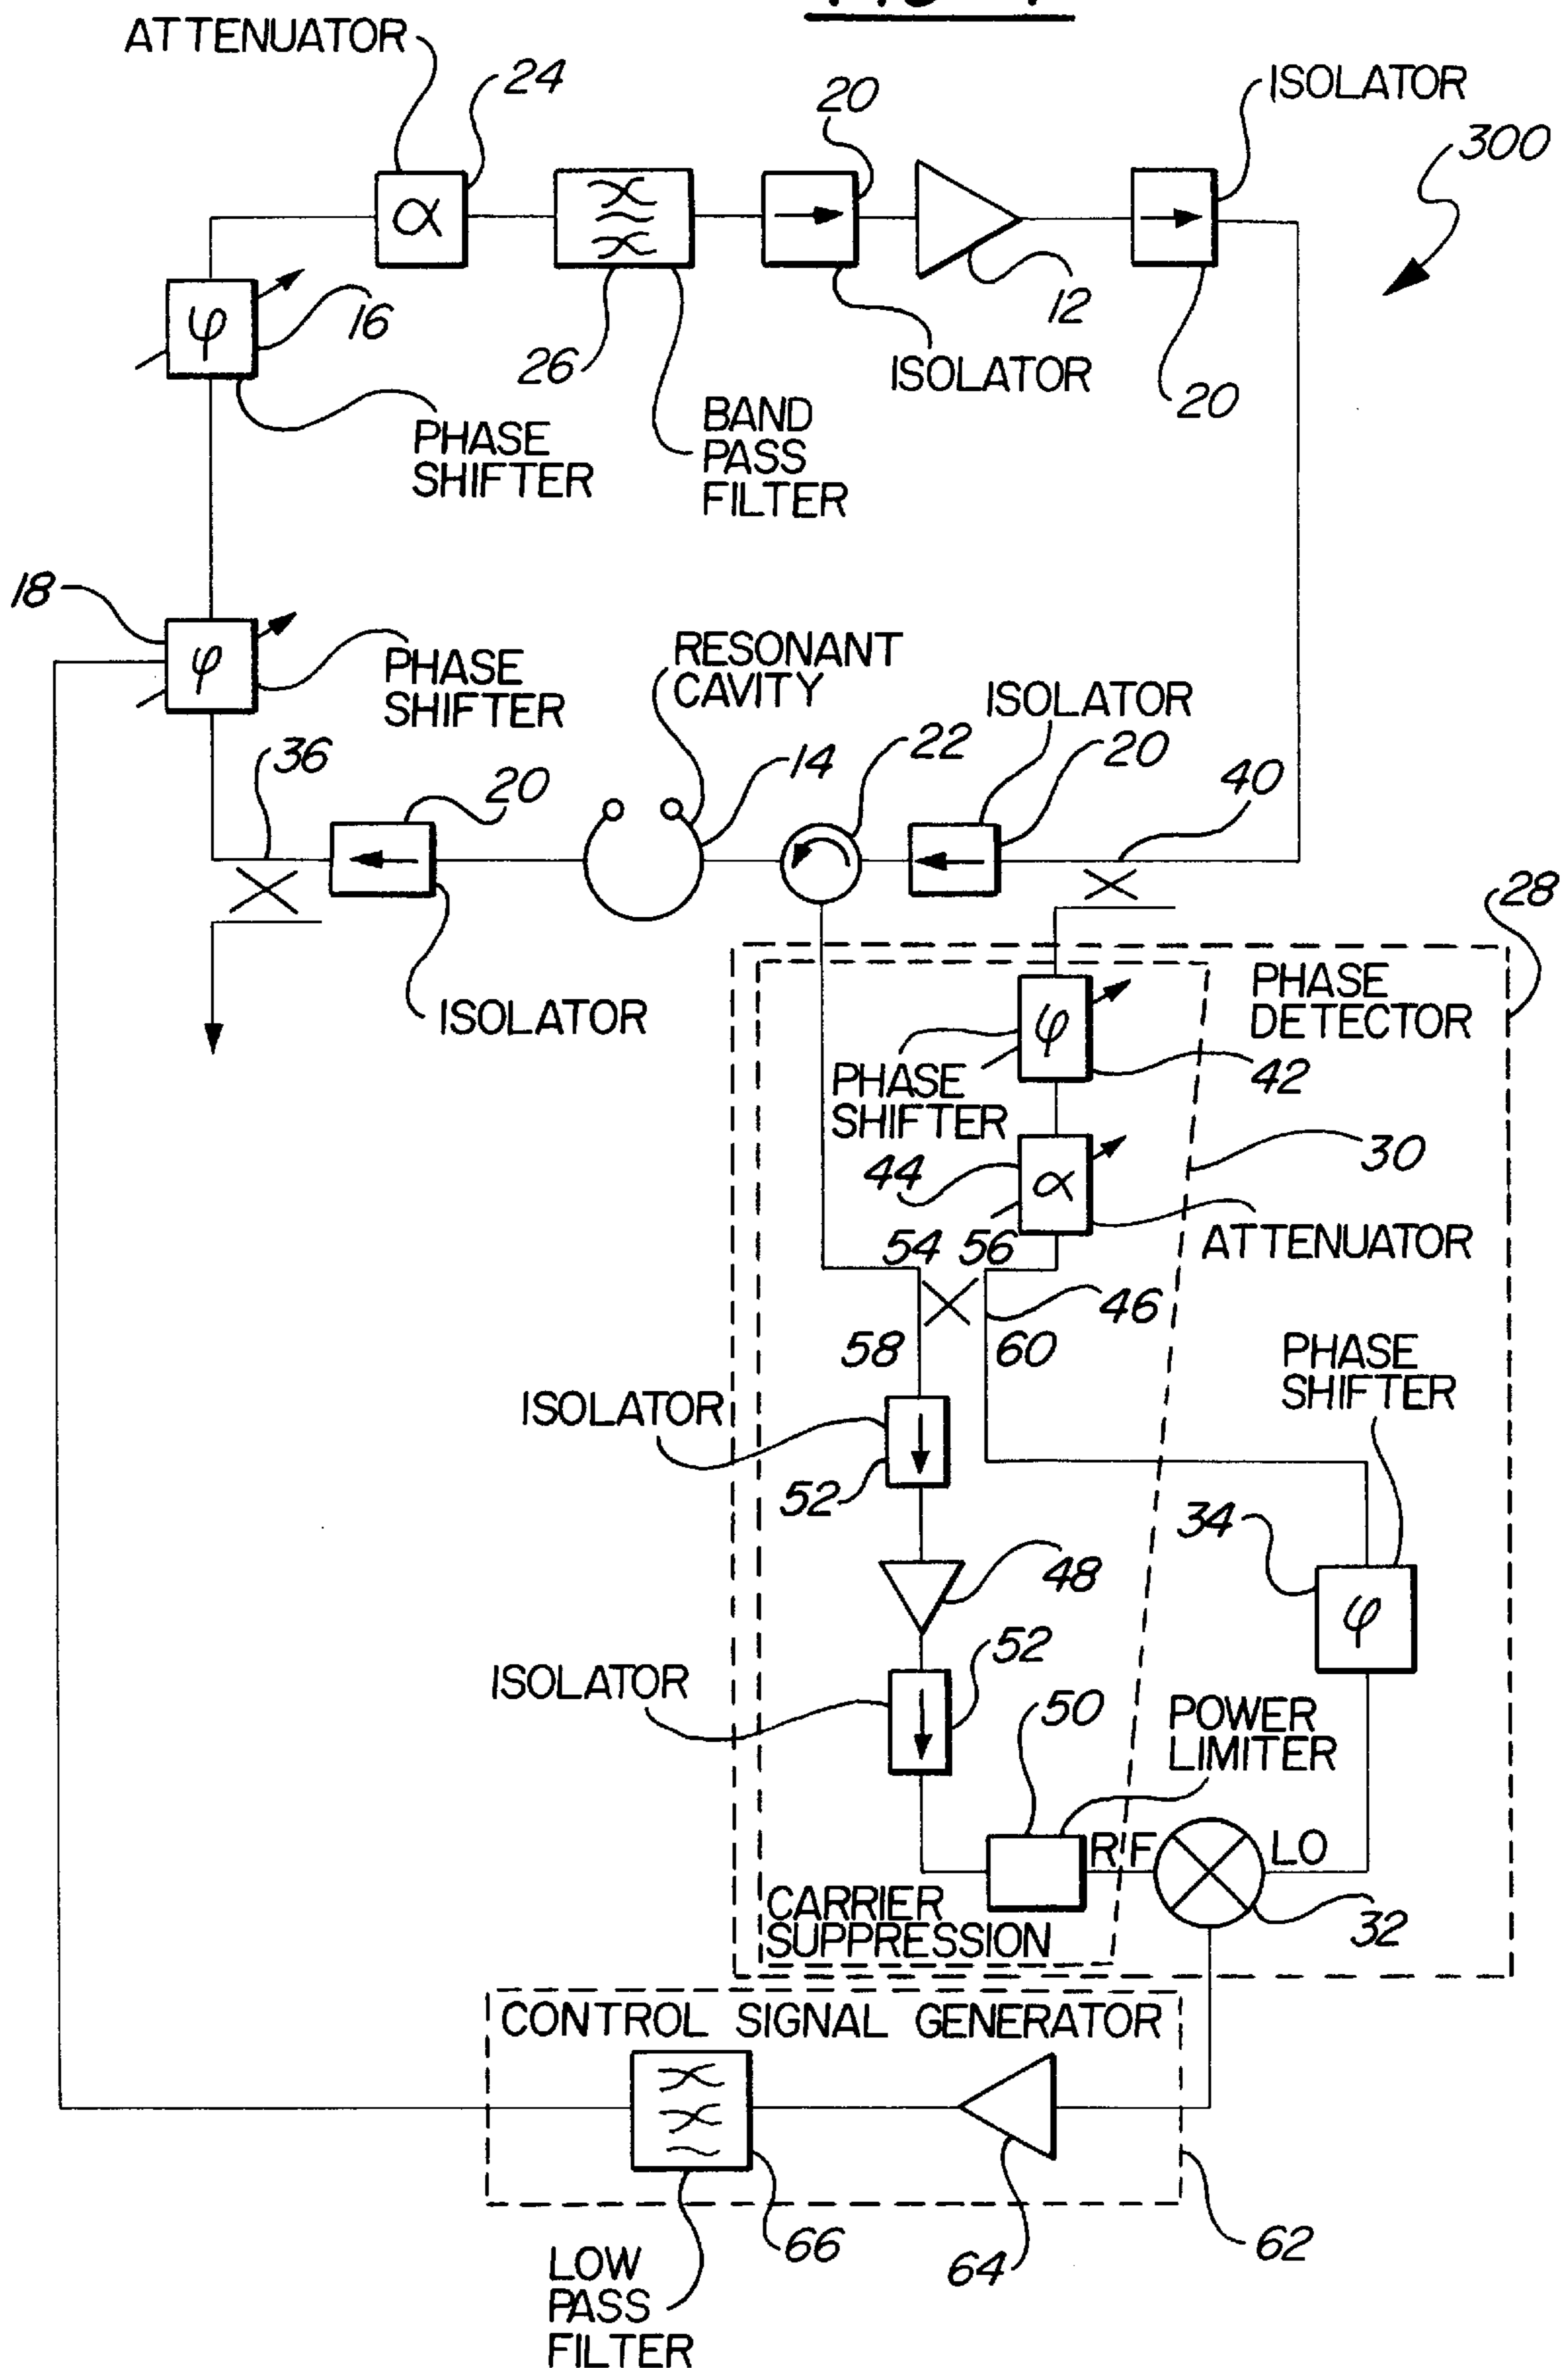 ATTENUATOR
24
20
ISOLATOR
300
α
φ
16
12
26
ISOLATOR
20
PHASE
SHIFTER
BAND
PASS
FILTER
18
φ
PHASE
SHIFTER
RESONANT
CAVITY
ISOLATOR
36
20
14
22
20
40
28
ISOLATOR
PHASE
DETECTOR
φ
42
PHASE
SHIFTER
44
α
30
54
56
ATTENUATOR
46
58
60
PHASE
SHIFTER
ISOLATOR
52
34
48
φ
52
ISOLATOR
50
POWER
LIMITER
RF
LO
CARRIER
SUPPRESSION
32
CONTROL SIGNAL GENERATOR
66
64
62
LOW
PASS
FILTER